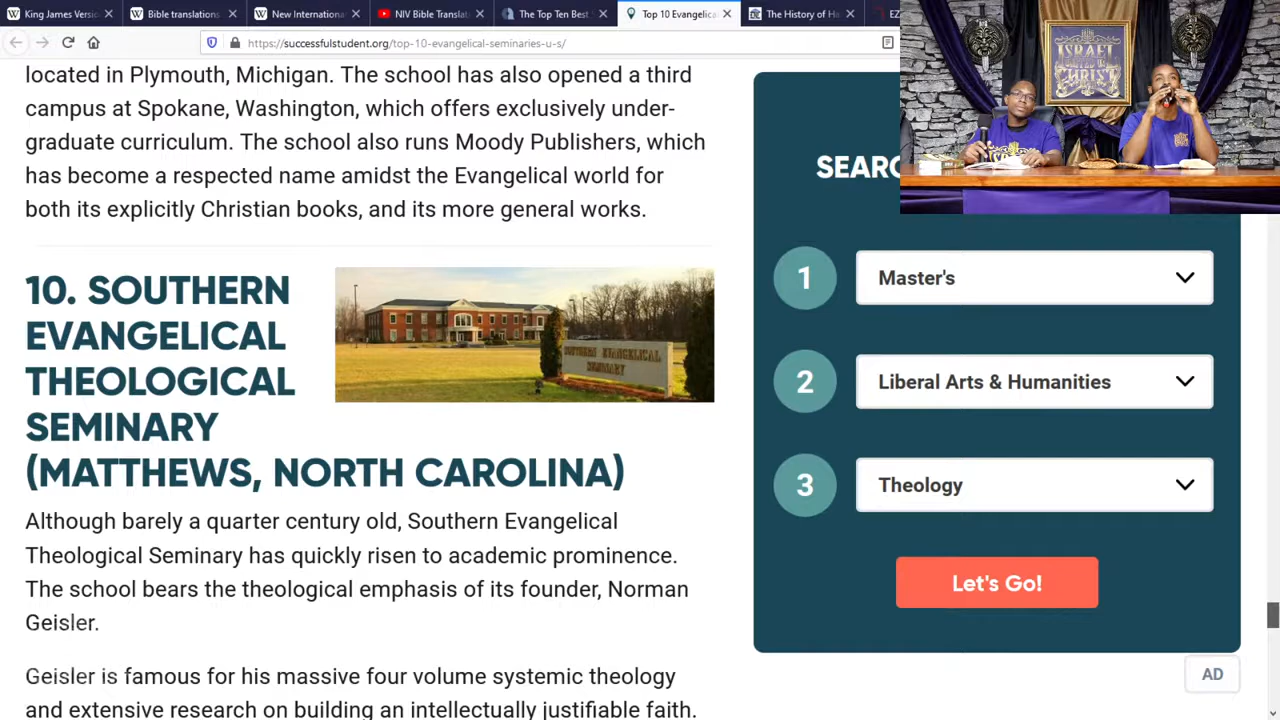 King James Versi
Bible translations
New Internationa
NIV Bible Translat
The Top Ten Best
Top 10 Evangelica
The History of Ha
EZ
https://successfulstudent.org/top-10-evangelical-seminaries-u-s/
ISRAEL
UNITED IN
CHRIST
located in Plymouth, Michigan. The school has also opened a third
campus at Spokane, Washington, which offers exclusively under-
graduate curriculum. The school also runs Moody Publishers, which
has become a respected name amidst the Evangelical world for
both its explicitly Christian books, and its more general works.
10. SOUTHERN
EVANGELICAL
THEOLOGICAL
SEMINARY
(MATTHEWS, NORTH CAROLINA)
SOUTHERN EVANGELICAL
SEMINARY
Although barely a quarter century old, Southern Evangelical
Theological Seminary has quickly risen to academic prominence.
The school bears the theological emphasis of its founder, Norman
Geisler.
Geisler is famous for his massive four volume systemic theology
and extensive research on building an intellectually justifiable faith.
SEARC
1 Master's
2 Liberal Arts & Humanities
3 Theology
Let's Go!
AD